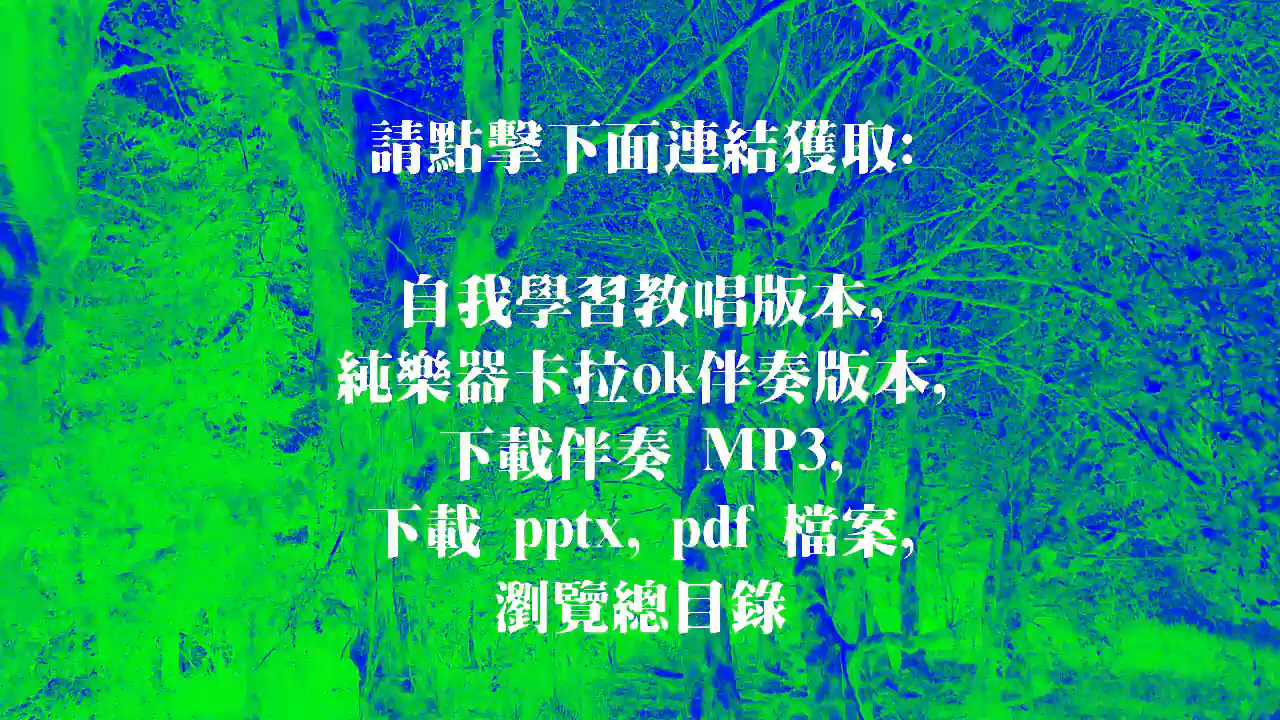 請點擊下面連結獲取:
自我學習教唱版本,
純樂器卡拉ok伴奏版本,
下載伴奏 MP3,
下載 pptx, pdf 檔案,
瀏覽總目錄